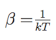 β = 1/kT